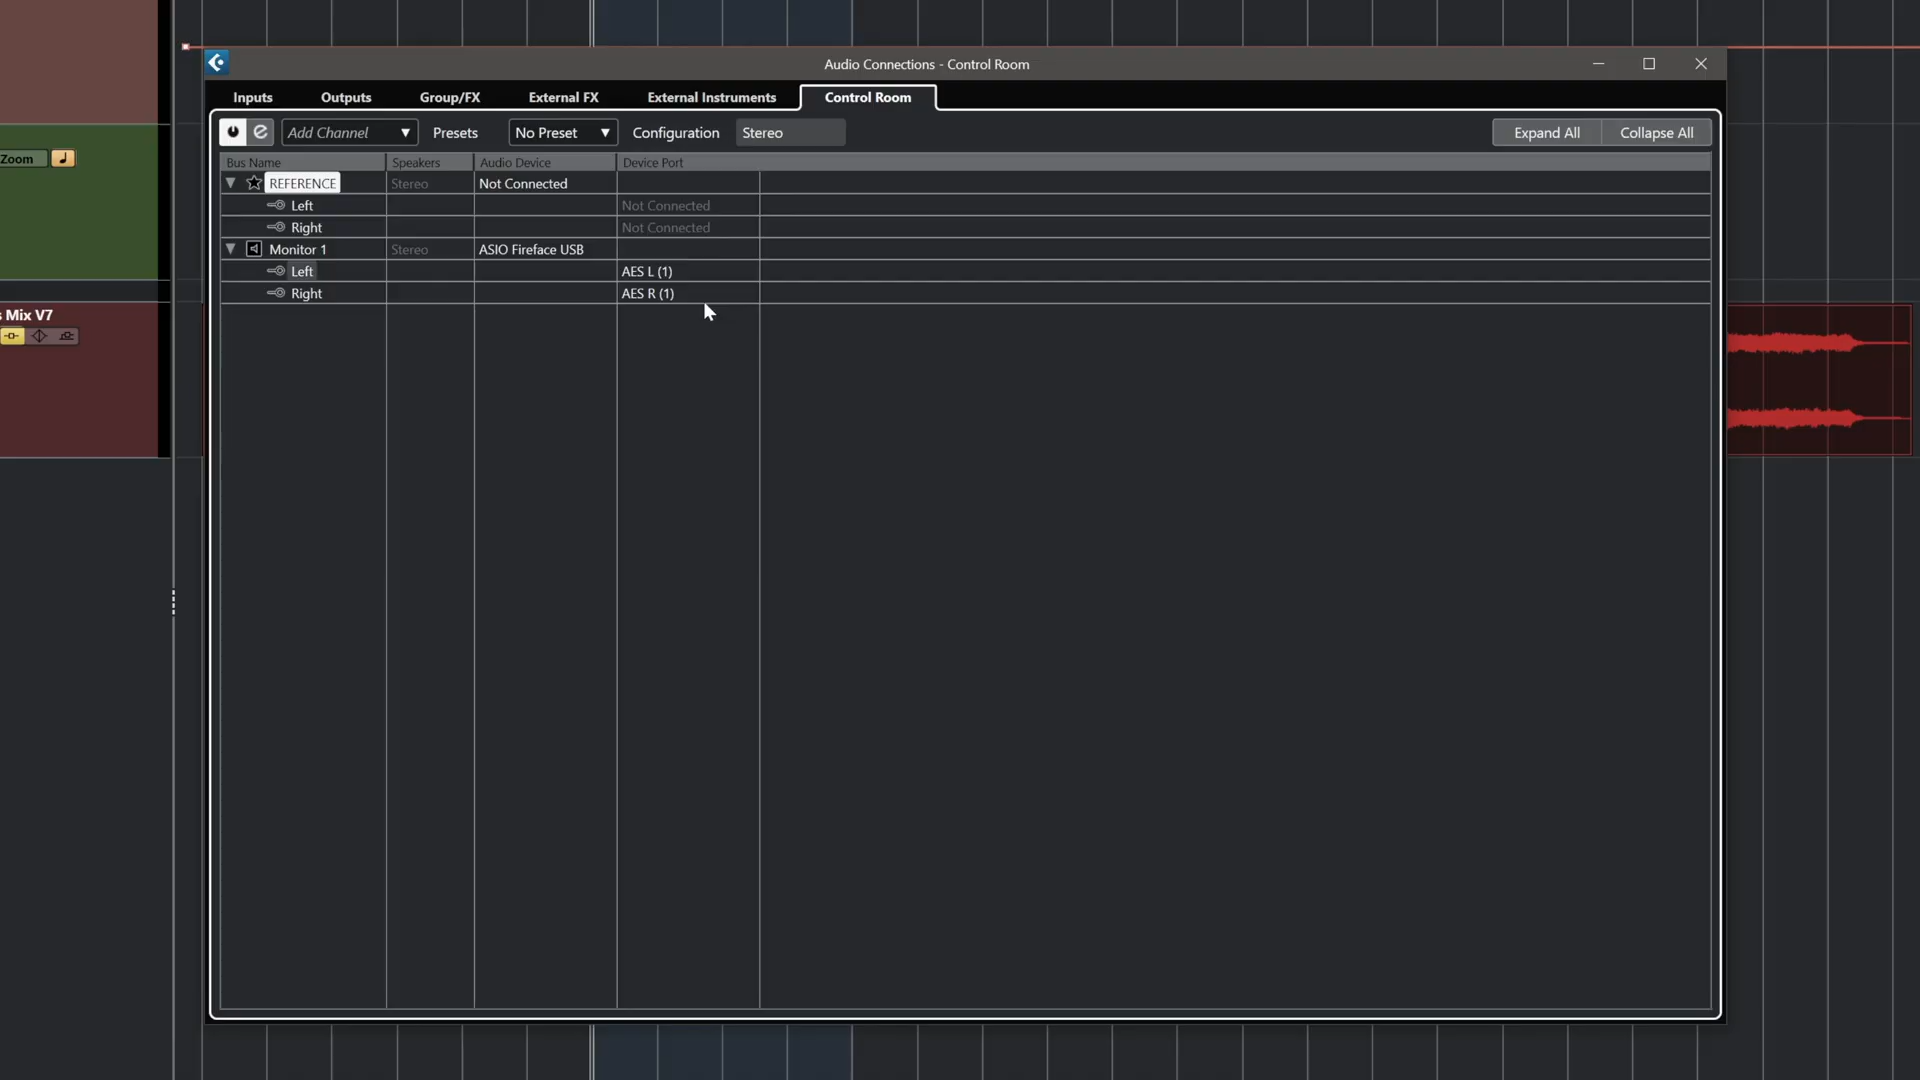 Audio Connections - Control Room
Inputs Outputs Group/FX External FX External Instruments Control Room
Add Channel Presets No Preset Configuration Stereo Expand All Collapse All
Bus Name Speakers Audio Device Device Port
REFERENCE Stereo Not Connected
Left Not Connected
Right Not Connected
Monitor 1 Stereo ASIO Fireface USB
Left AES L (1)
Right AES R (1)
Zoom
s Mix V7